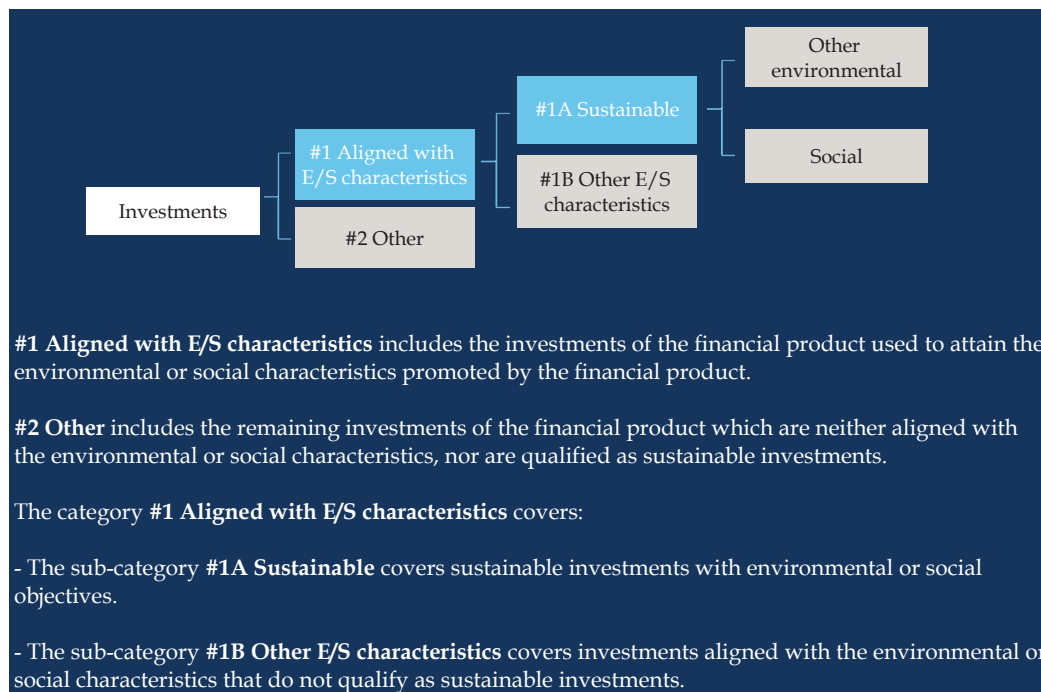 Other
environmental
#1A Sustainable
#1 Aligned with
E/S characteristics
Social
#1B Other E/S
characteristics
Investments
#2 Other
#1 Aligned with E/S characteristics includes the investments of the financial product used to attain the
environmental or social characteristics promoted by the financial product.
#2 Other includes the remaining investments of the financial product which are neither aligned with
the environmental or social characteristics, nor are qualified as sustainable investments.
The category #1 Aligned with E/S characteristics covers:
- The sub-category #1A Sustainable covers sustainable investments with environmental or social
objectives.
- The sub-category #1B Other E/S characteristics covers investments aligned with the environmental or
social characteristics that do not qualify as sustainable investments.